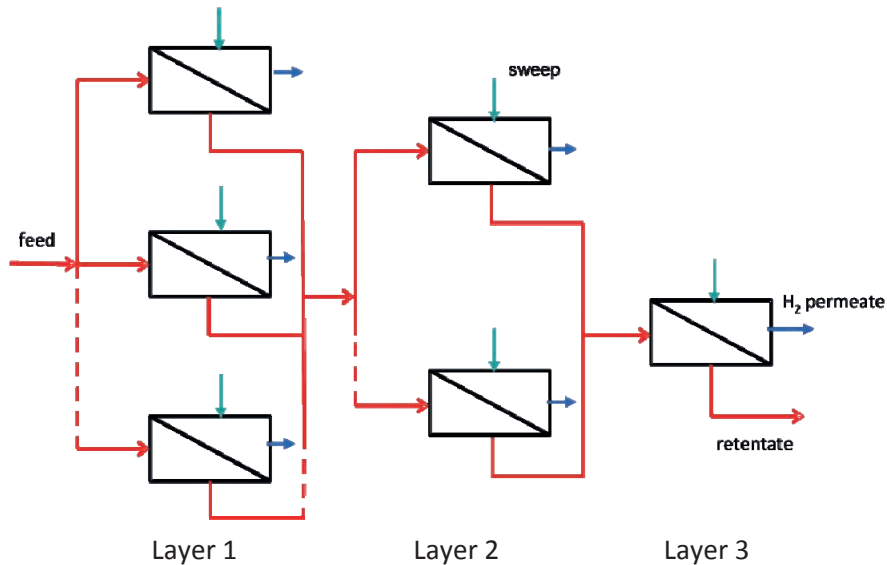 sweep
feed
H₂ permeate
retentate
Layer 1
Layer 2
Layer 3